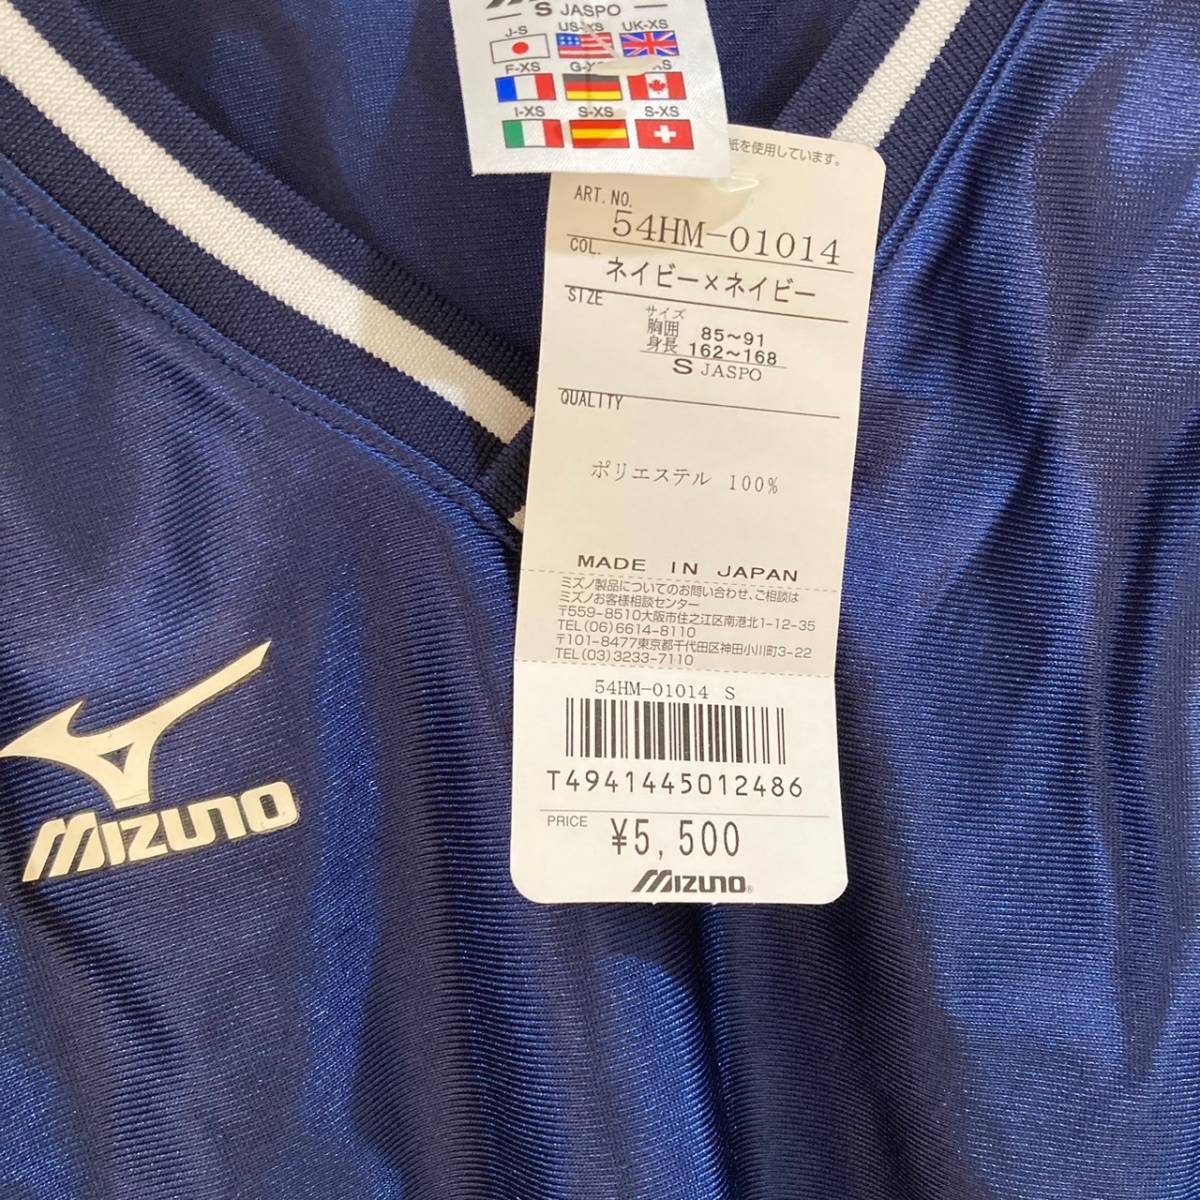 S JASPO
J-S
UK-XS
F-XS
I-XS S-XS S-XS
紙を使用しています。
ART. NO.
54HM-01014
COL.
ネイビー×ネイビー
SIZE
サイズ
胸囲 85~91
身長 162~168
S JASPO
QUALITY
ポリエステル 100%
MADE IN JAPAN
ミズノ製品についてのお問い合わせ、ご相談は
ミズノお客様相談センター
〒559-8510大阪市住之江区南港北1-12-35
TEL(06)6614-8110
〒101-8477東京都千代田区神田小川町3-22
TEL(03)3233-7110
54HM-01014 S
T4941445012486
PRICE
¥5,500
MIZUNO®
MIZUNO